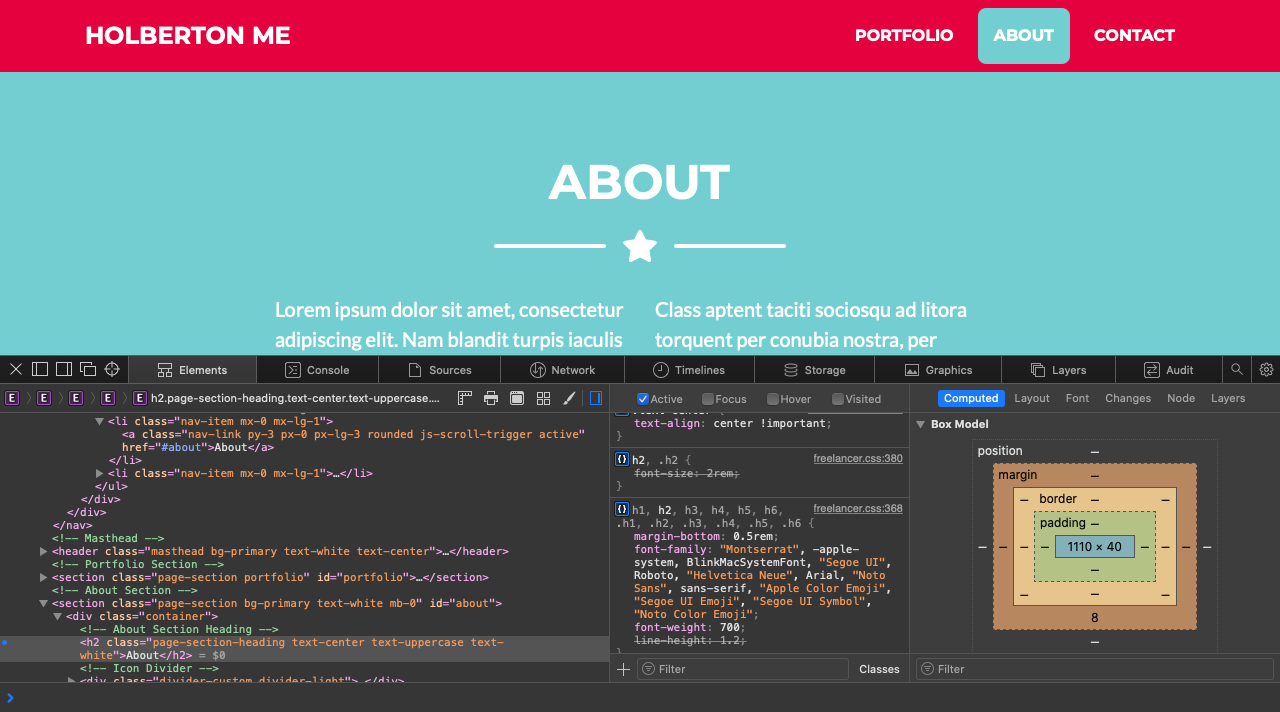 HOLBERTON ME
PORTFOLIO ABOUT CONTACT
ABOUT
Lorem ipsum dolor sit amet, consectetur
adipiscing elit. Nam blandit turpis iaculis
Class aptent taciti sociosqu ad litora
torquent per conubia nostra, per
Elements Console Sources Network Timelines Storage Graphics Layers Audit
E E E E E h2.page-section-heading.text-center.text-uppercase....
<li class="nav-item mx-0 mx-lg-1">
<a class="nav-link py-3 px-0 px-lg-3 rounded js-scroll-trigger active"
href="#about">About</a>
</li>
<li class="nav-item mx-0 mx-lg-1">…</li>
</ul>
</div>
</div>
</nav>
<!-- Masthead -->
<header class="masthead bg-primary text-white text-center">…</header>
<!-- Portfolio Section -->
<section class="page-section portfolio" id="portfolio">…</section>
<!-- About Section -->
<section class="page-section bg-primary text-white mb-0" id="about">
<div class="container">
<!-- About Section Heading -->
<h2 class="page-section-heading text-center text-uppercase text-
white">About</h2> = $0
<!-- Icon Divider -->
<div class="divider-custom divider-light">…</div>
Active Focus Hover Visited
text-align: center !important;
}
h2, .h2 { freelancer.css:380
font-size: 2rem;
}
h1, h2, h3, h4, h5, h6, freelancer.css:368
.h1, .h2, .h3, .h4, .h5, .h6 {
margin-bottom: 0.5rem;
font-family: "Montserrat", -apple-
system, BlinkMacSystemFont, "Segoe UI",
Roboto, "Helvetica Neue", Arial, "Noto
Sans", sans-serif, "Apple Color Emoji",
"Segoe UI Emoji", "Segoe UI Symbol",
"Noto Color Emoji";
font-weight: 700;
line-height: 1.2;
}
Filter Classes
Computed Layout Font Changes Node Layers
Box Model
position –
margin –
– border – –
padding –
– – – 1110 × 40 – – –
–
– – –
8
–
Filter